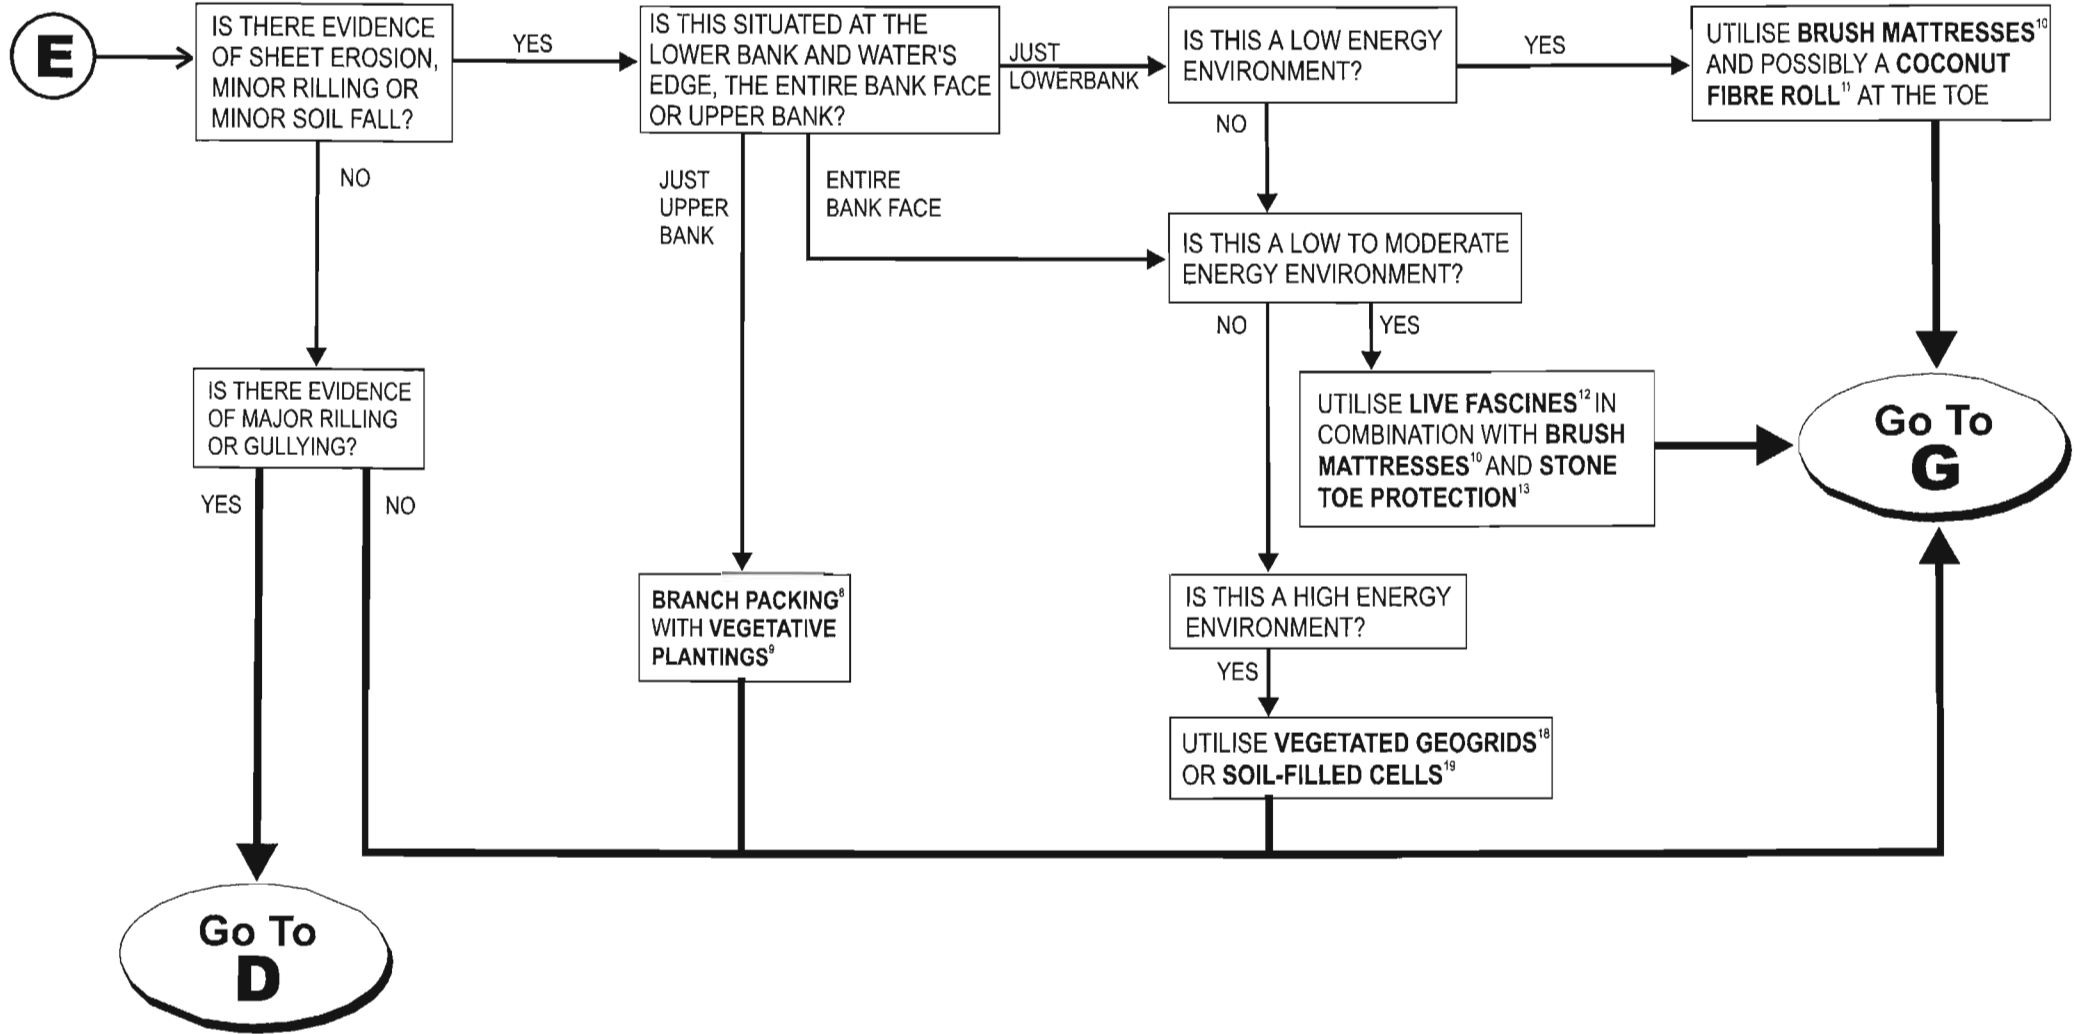 E
IS THERE EVIDENCE
OF SHEET EROSION,
MINOR RILLING OR
MINOR SOIL FALL?
YES
IS THIS SITUATED AT THE
LOWER BANK AND WATER'S
EDGE, THE ENTIRE BANK FACE
OR UPPER BANK?
JUST
LOWERBANK
IS THIS A LOW ENERGY
ENVIRONMENT?
YES
UTILISE BRUSH MATTRESSES¹⁰
AND POSSIBLY A COCONUT
FIBRE ROLL¹¹ AT THE TOE
NO
NO
JUST
UPPER
BANK
ENTIRE
BANK FACE
IS THIS A LOW TO MODERATE
ENERGY ENVIRONMENT?
NO
YES
IS THERE EVIDENCE
OF MAJOR RILLING
OR GULLYING?
UTILISE LIVE FASCINES¹² IN
COMBINATION WITH BRUSH
MATTRESSES¹⁰ AND STONE
TOE PROTECTION¹³
Go To
G
YES
NO
BRANCH PACKING⁸
WITH VEGETATIVE
PLANTINGS⁹
IS THIS A HIGH ENERGY
ENVIRONMENT?
YES
UTILISE VEGETATED GEOGRIDS¹⁸
OR SOIL-FILLED CELLS¹⁹
Go To
D